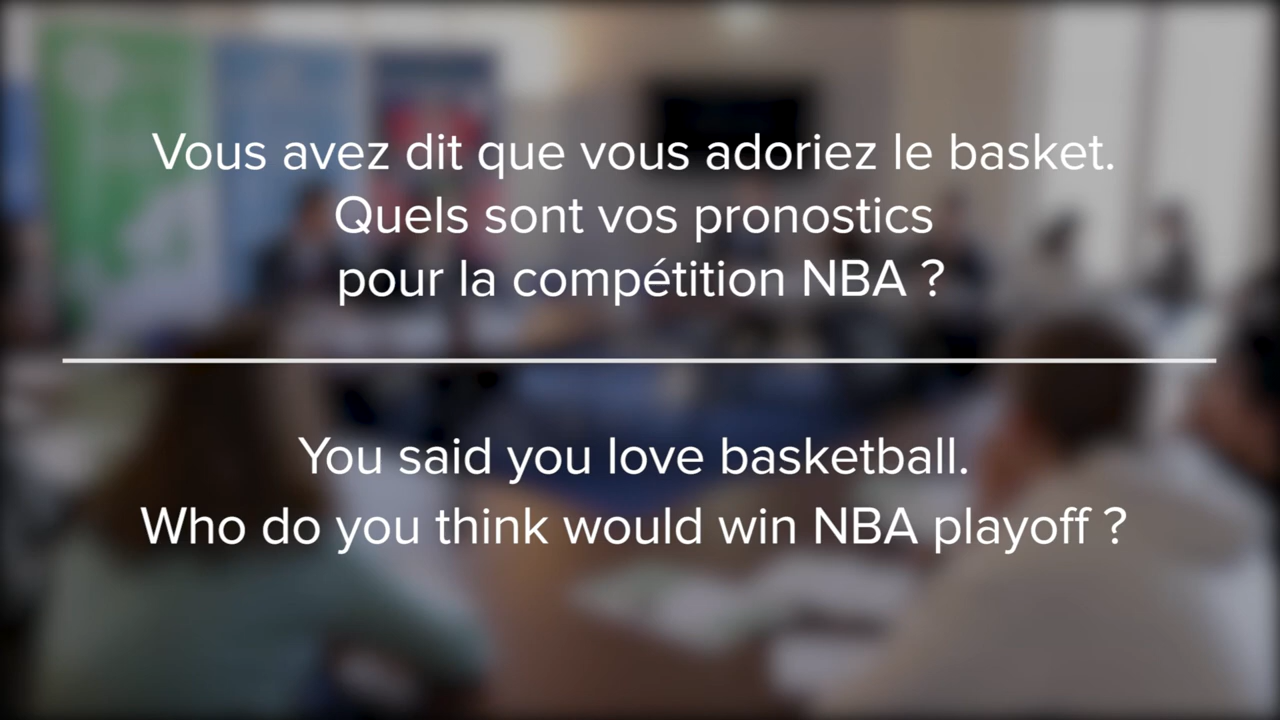 Vous avez dit que vous adoriez le basket.
Quels sont vos pronostics
pour la compétition NBA ?
You said you love basketball.
Who do you think would win NBA playoff ?